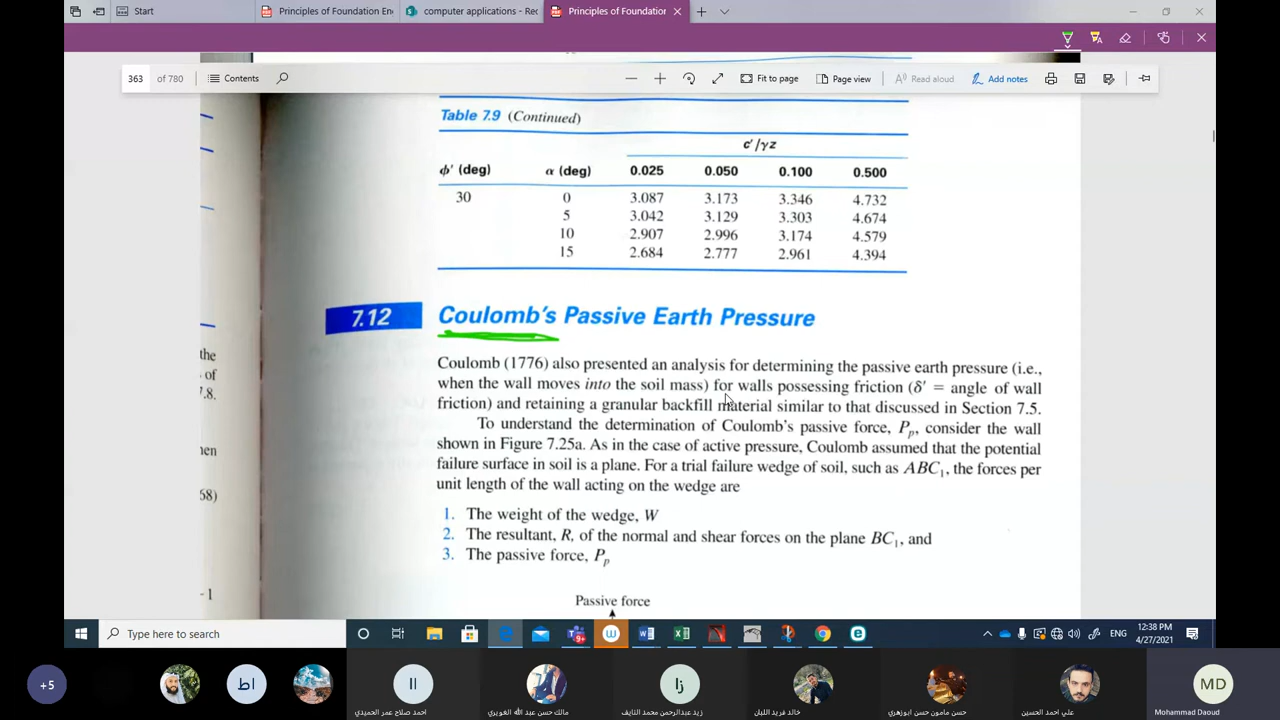 Start
Principles of Foundation En
computer applications - Rec
Principles of Foundation
363 of 780
Contents
Fit to page
Page view
Read aloud
Add notes
Table 7.9 (Continued)
c'/γz
ϕ' (deg) α (deg) 0.025 0.050 0.100 0.500
30 0 3.087 3.173 3.346 4.732
5 3.042 3.129 3.303 4.674
10 2.907 2.996 3.174 4.579
15 2.684 2.777 2.961 4.394
7.12 Coulomb's Passive Earth Pressure
the
of
7.8.
nen
58)
- 1
Coulomb (1776) also presented an analysis for determining the passive earth pressure (i.e.,
when the wall moves into the soil mass) for walls possessing friction (δ' = angle of wall
friction) and retaining a granular backfill material similar to that discussed in Section 7.5.
To understand the determination of Coulomb's passive force, Pp, consider the wall
shown in Figure 7.25a. As in the case of active pressure, Coulomb assumed that the potential
failure surface in soil is a plane. For a trial failure wedge of soil, such as ABC1, the forces per
unit length of the wall acting on the wedge are
1. The weight of the wedge, W
2. The resultant, R, of the normal and shear forces on the plane BC1, and
3. The passive force, Pp
Passive force
Type here to search
9+
ENG
12:38 PM
4/27/2021
+5
اط
اا
زا
MD
احمد صلاح عمر الحميدي
مالك حسن عبد الله الغويري
زيد عبدالرحمن محمد النايف
خالد فريد اللبان
حسن مامون حسن ابوزهري
علي احمد الحسين
Mohammad Daoud